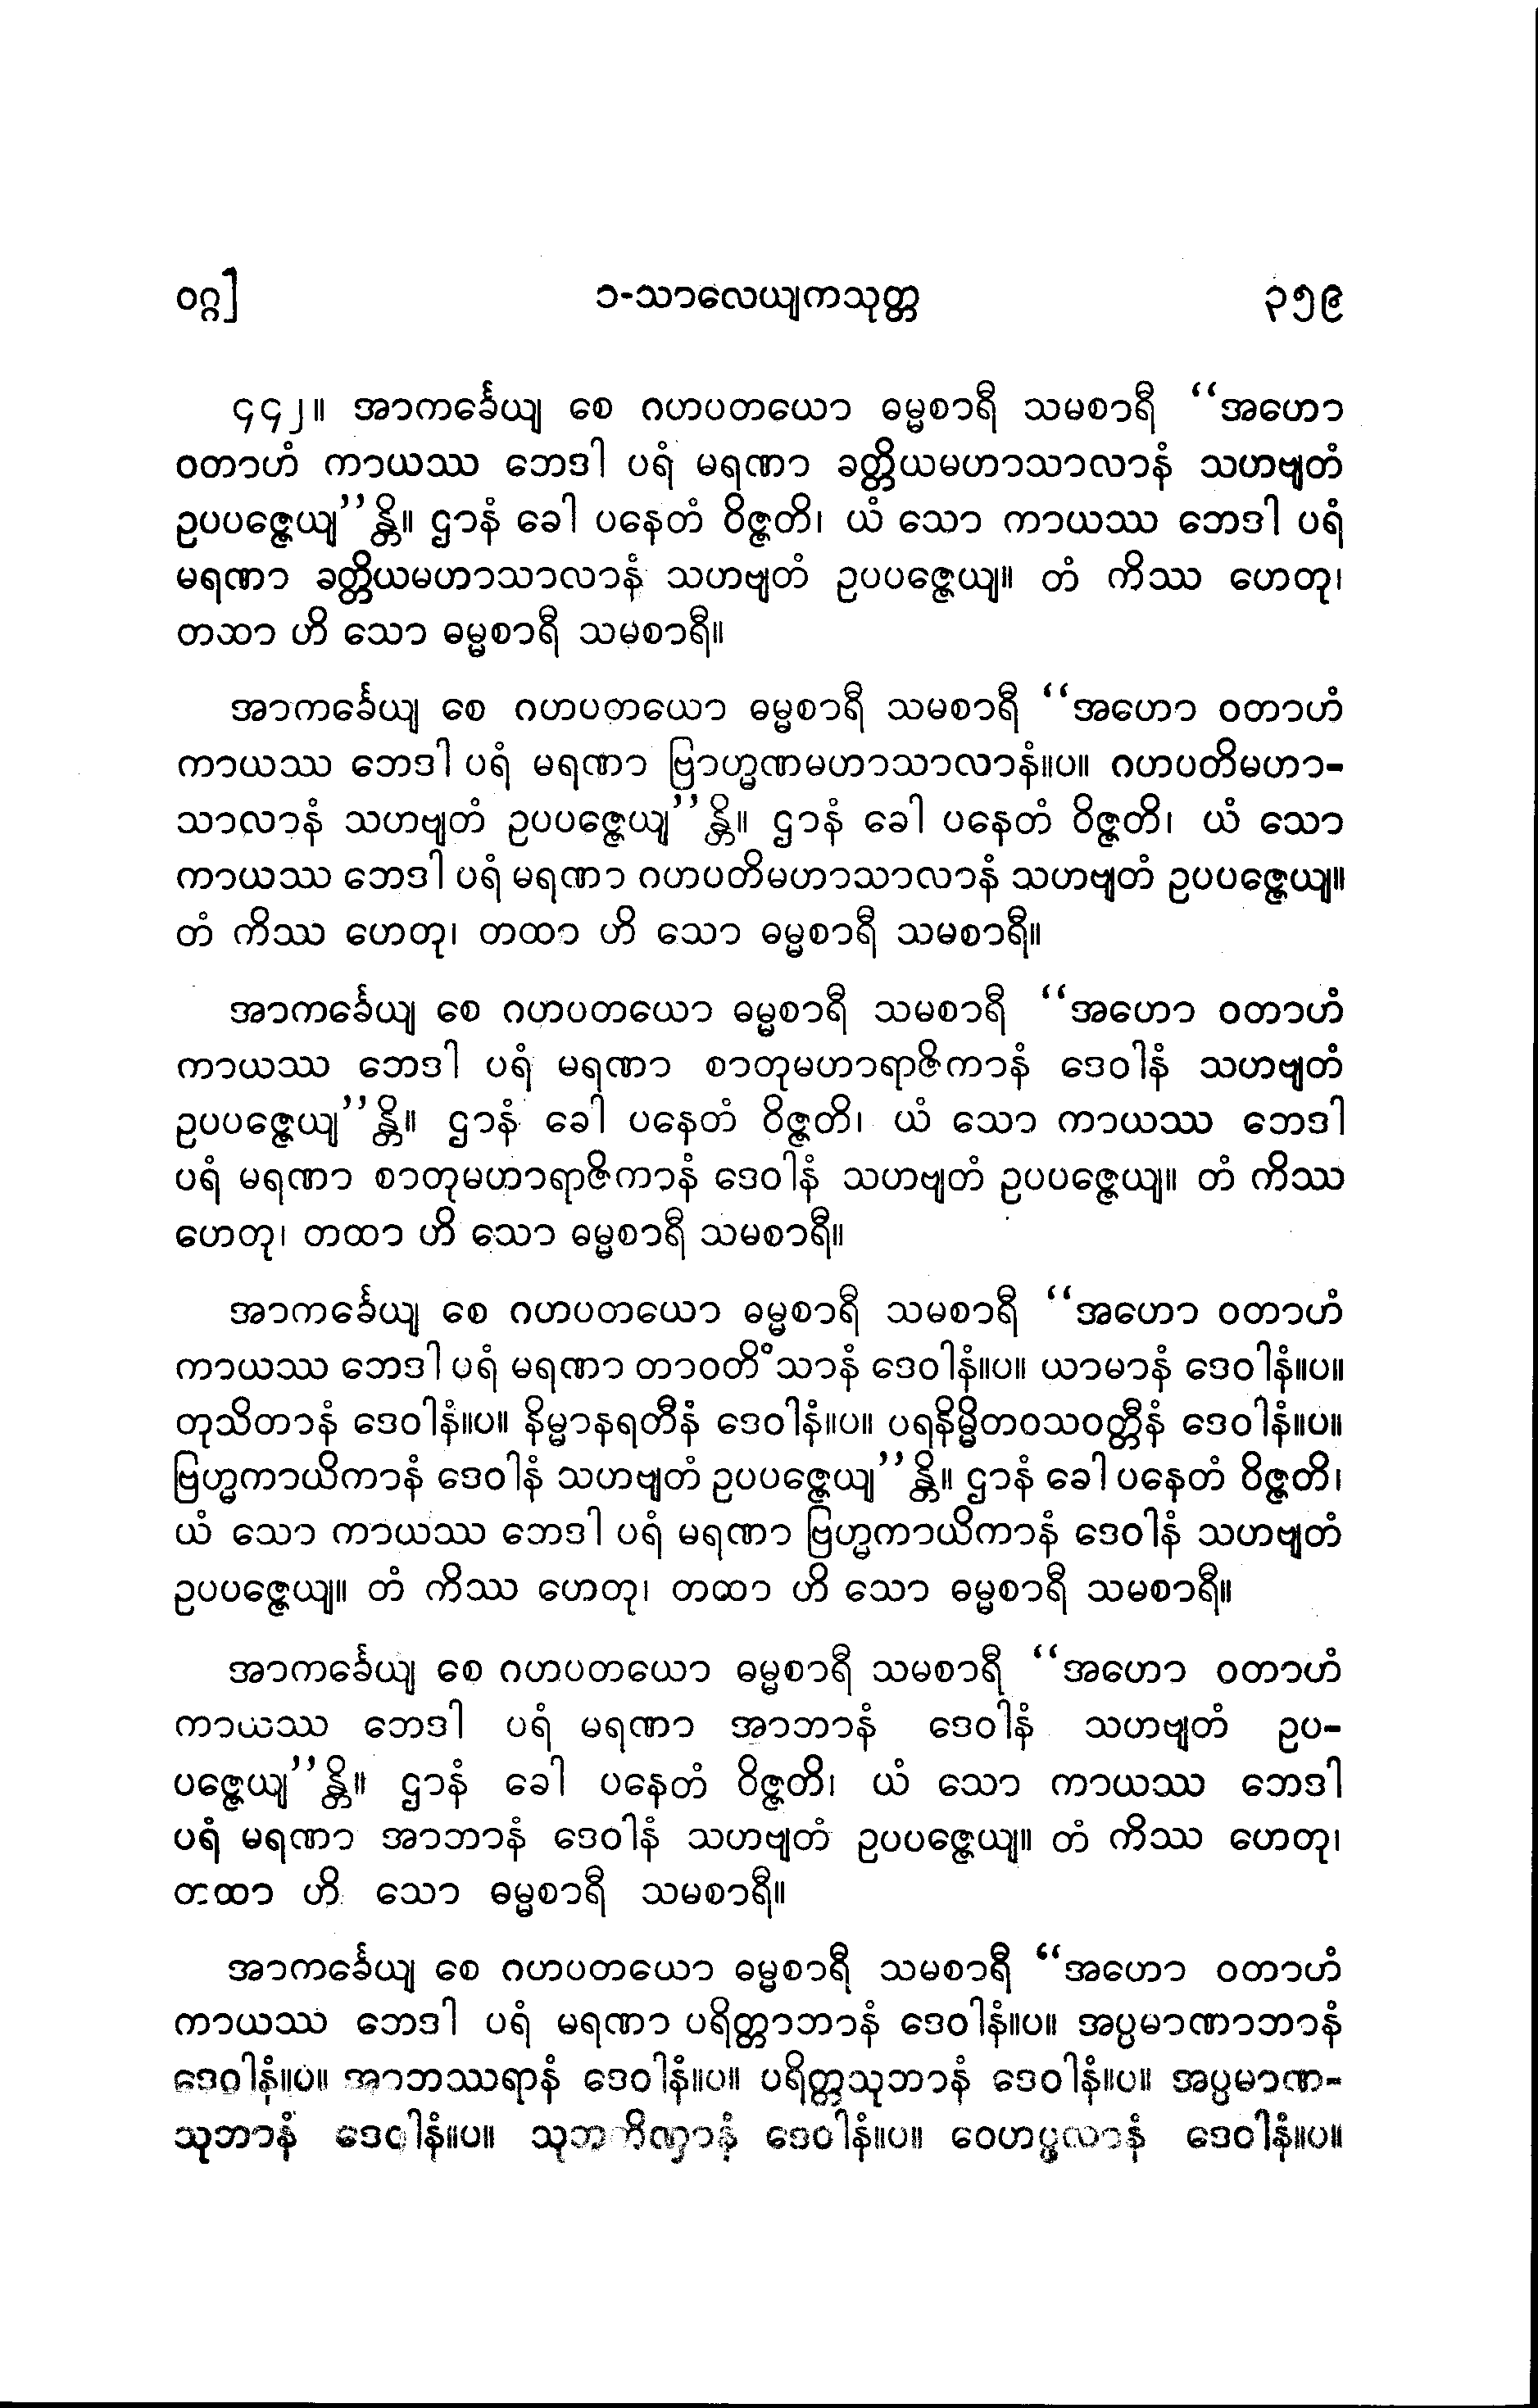 ဝဂ္ဂ]
၁-သာလေယျကသုတ္တ
၃၅၉
၄၄၂။ အာကင်္ခေယျ စေ ဂဟပတယော ဓမ္မစာရီ သမစာရီ “အဟော
ဝတာဟံ ကာယဿ ဘေဒါ ပရံ မရဏာ ခတ္တိယမဟာသာလာနံ သဟဗျတံ
ဥပပဇ္ဇေယျ”န္တိ။ ဌာနံ ခေါ ပနေတံ ဝိဇ္ဇတိ၊ ယံ သော ကာယဿ ဘေဒါ ပရံ
မရဏာ ခတ္တိယမဟာသာလာနံ သဟဗျတံ ဥပပဇ္ဇေယျ။ တံ ကိဿ ဟေတု၊
တထာ ဟိ သော ဓမ္မစာရီ သမစာရီ။
အာကင်္ခေယျ စေ ဂဟပတယော ဓမ္မစာရီ သမစာရီ “အဟော ဝတာဟံ
ကာယဿ ဘေဒါ ပရံ မရဏာ ဗြာဟ္မဏမဟာသာလာနံ။ပ။ ဂဟပတိမဟာ-
သာလာနံ သဟဗျတံ ဥပပဇ္ဇေယျ”န္တိ။ ဌာနံ ခေါ ပနေတံ ဝိဇ္ဇတိ၊ ယံ သော
ကာယဿ ဘေဒါ ပရံ မရဏာ ဂဟပတိမဟာသာလာနံ သဟဗျတံ ဥပပဇ္ဇေယျ။
တံ ကိဿ ဟေတု၊ တထာ ဟိ သော ဓမ္မစာရီ သမစာရီ။
အာကင်္ခေယျ စေ ဂဟပတယော ဓမ္မစာရီ သမစာရီ “အဟော ဝတာဟံ
ကာယဿ ဘေဒါ ပရံ မရဏာ စာတုမဟာရာဇိကာနံ ဒေဝါနံ သဟဗျတံ
ဥပပဇ္ဇေယျ”န္တိ။ ဌာနံ ခေါ ပနေတံ ဝိဇ္ဇတိ၊ ယံ သော ကာယဿ ဘေဒါ
ပရံ မရဏာ စာတုမဟာရာဇိကာနံ ဒေဝါနံ သဟဗျတံ ဥပပဇ္ဇေယျ။ တံ ကိဿ
ဟေတု၊ တထာ ဟိ သော ဓမ္မစာရီ သမစာရီ။
အာကင်္ခေယျ စေ ဂဟပတယော ဓမ္မစာရီ သမစာရီ “အဟော ဝတာဟံ
ကာယဿ ဘေဒါ ပရံ မရဏာ တာဝတိံသာနံ ဒေဝါနံ။ပ။ ယာမာနံ ဒေဝါနံ။ပ။
တုသိတာနံ ဒေဝါနံ။ပ။ နိမ္မာနရတီနံ ဒေဝါနံ။ပ။ ပရနိမ္မိတဝသဝတ္တီနံ ဒေဝါနံ။ပ။
ဗြဟ္မကာယိကာနံ ဒေဝါနံ သဟဗျတံ ဥပပဇ္ဇေယျ”န္တိ။ ဌာနံ ခေါ ပနေတံ ဝိဇ္ဇတိ၊
ယံ သော ကာယဿ ဘေဒါ ပရံ မရဏာ ဗြဟ္မကာယိကာနံ ဒေဝါနံ သဟဗျတံ
ဥပပဇ္ဇေယျ။ တံ ကိဿ ဟေတု၊ တထာ ဟိ သော ဓမ္မစာရီ သမစာရီ။
အာကင်္ခေယျ စေ ဂဟပတယော ဓမ္မစာရီ သမစာရီ “အဟော ဝတာဟံ
ကာယဿ ဘေဒါ ပရံ မရဏာ အာဘာနံ ဒေဝါနံ သဟဗျတံ ဥပ-
ပဇ္ဇေယျ”န္တိ။ ဌာနံ ခေါ ပနေတံ ဝိဇ္ဇတိ၊ ယံ သော ကာယဿ ဘေဒါ
ပရံ မရဏာ အာဘာနံ ဒေဝါနံ သဟဗျတံ ဥပပဇ္ဇေယျ။ တံ ကိဿ ဟေတု၊
တထာ ဟိ သော ဓမ္မစာရီ သမစာရီ။
အာကင်္ခေယျ စေ ဂဟပတယော ဓမ္မစာရီ သမစာရီ “အဟော ဝတာဟံ
ကာယဿ ဘေဒါ ပရံ မရဏာ ပရိတ္တာဘာနံ ဒေဝါနံ။ပ။ အပ္ပမာဏာဘာနံ
ဒေဝါနံ။ပ။ အာဘဿရာနံ ဒေဝါနံ။ပ။ ပရိတ္တသုဘာနံ ဒေဝါနံ။ပ။ အပ္ပမာဏ-
သုဘာနံ ဒေဝါနံ။ပ။ သုဘကိဏှာနံ ဒေဝါနံ။ပ။ ဝေဟပ္ဖလာနံ ဒေဝါနံ။ပ။